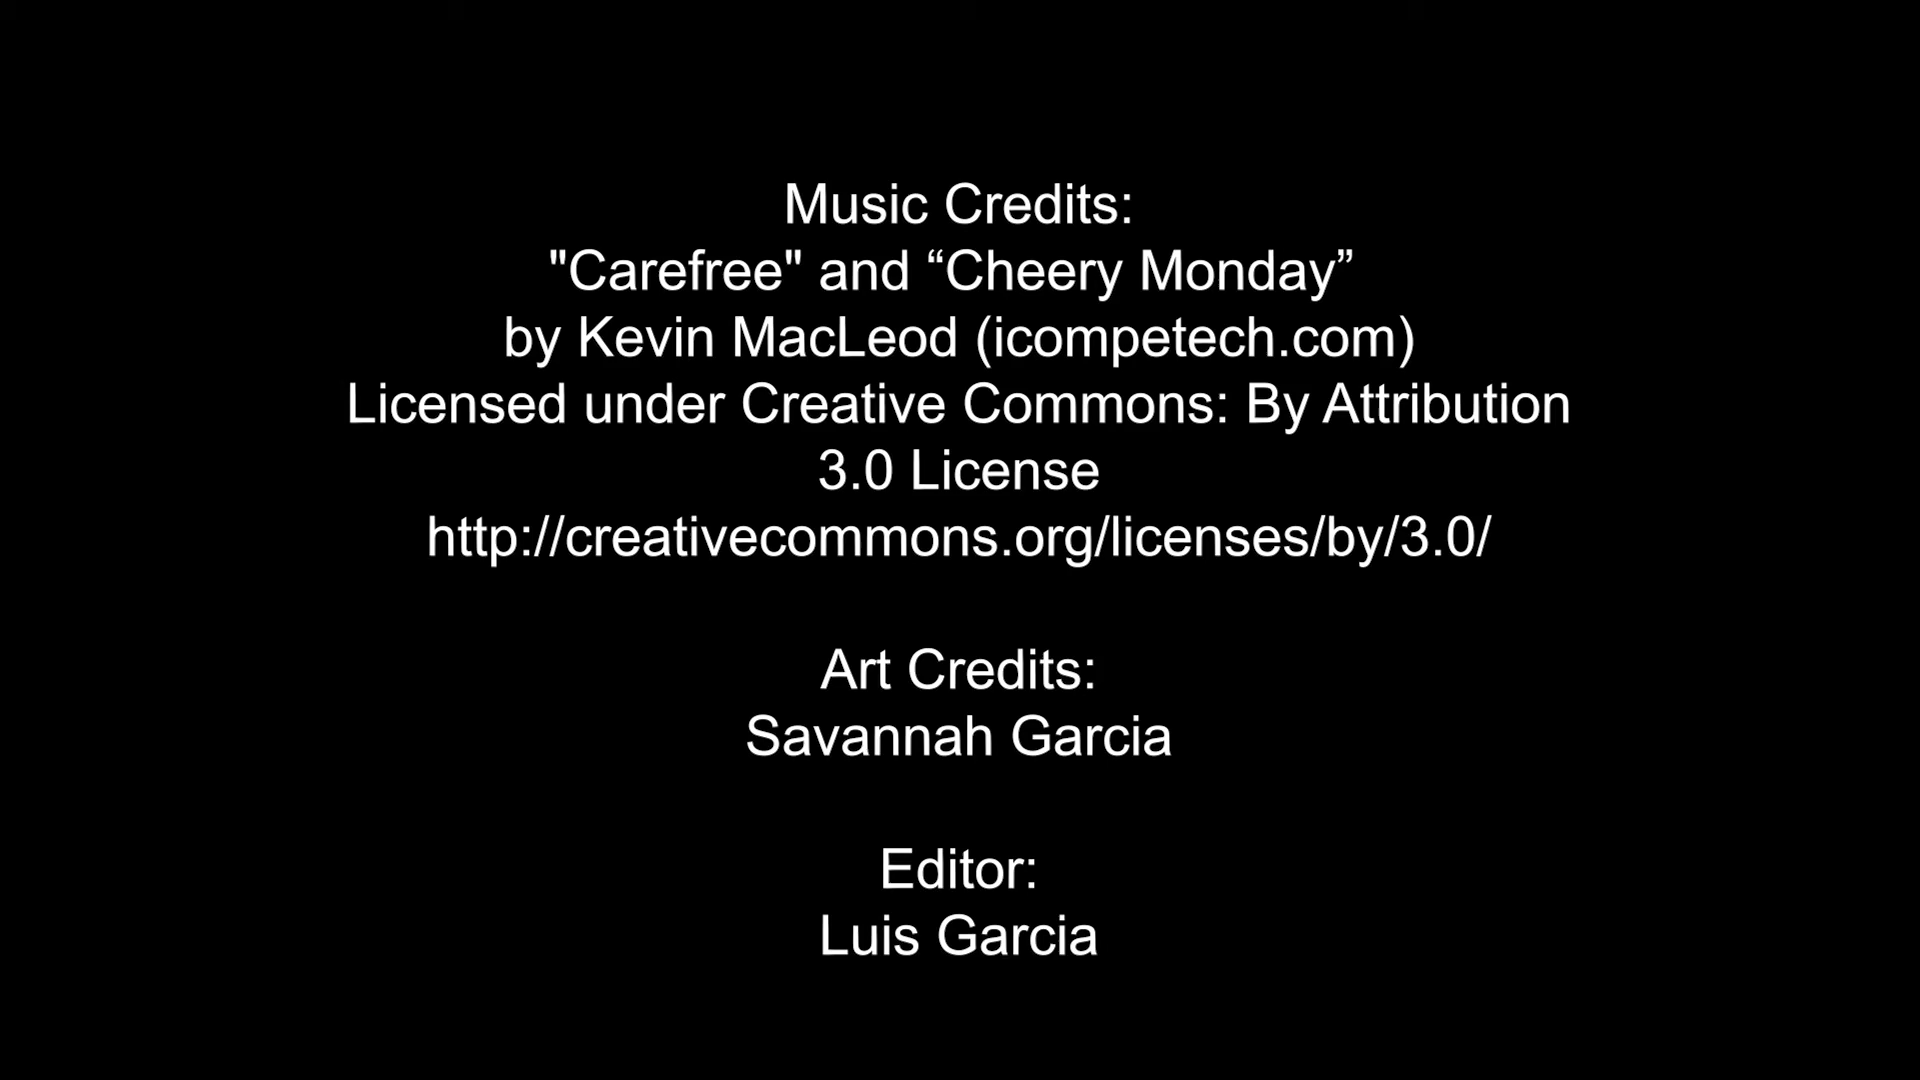 Music Credits:
"Carefree" and “Cheery Monday”
by Kevin MacLeod (icompetech.com)
Licensed under Creative Commons: By Attribution
3.0 License
http://creativecommons.org/licenses/by/3.0/
Art Credits:
Savannah Garcia
Editor:
Luis Garcia